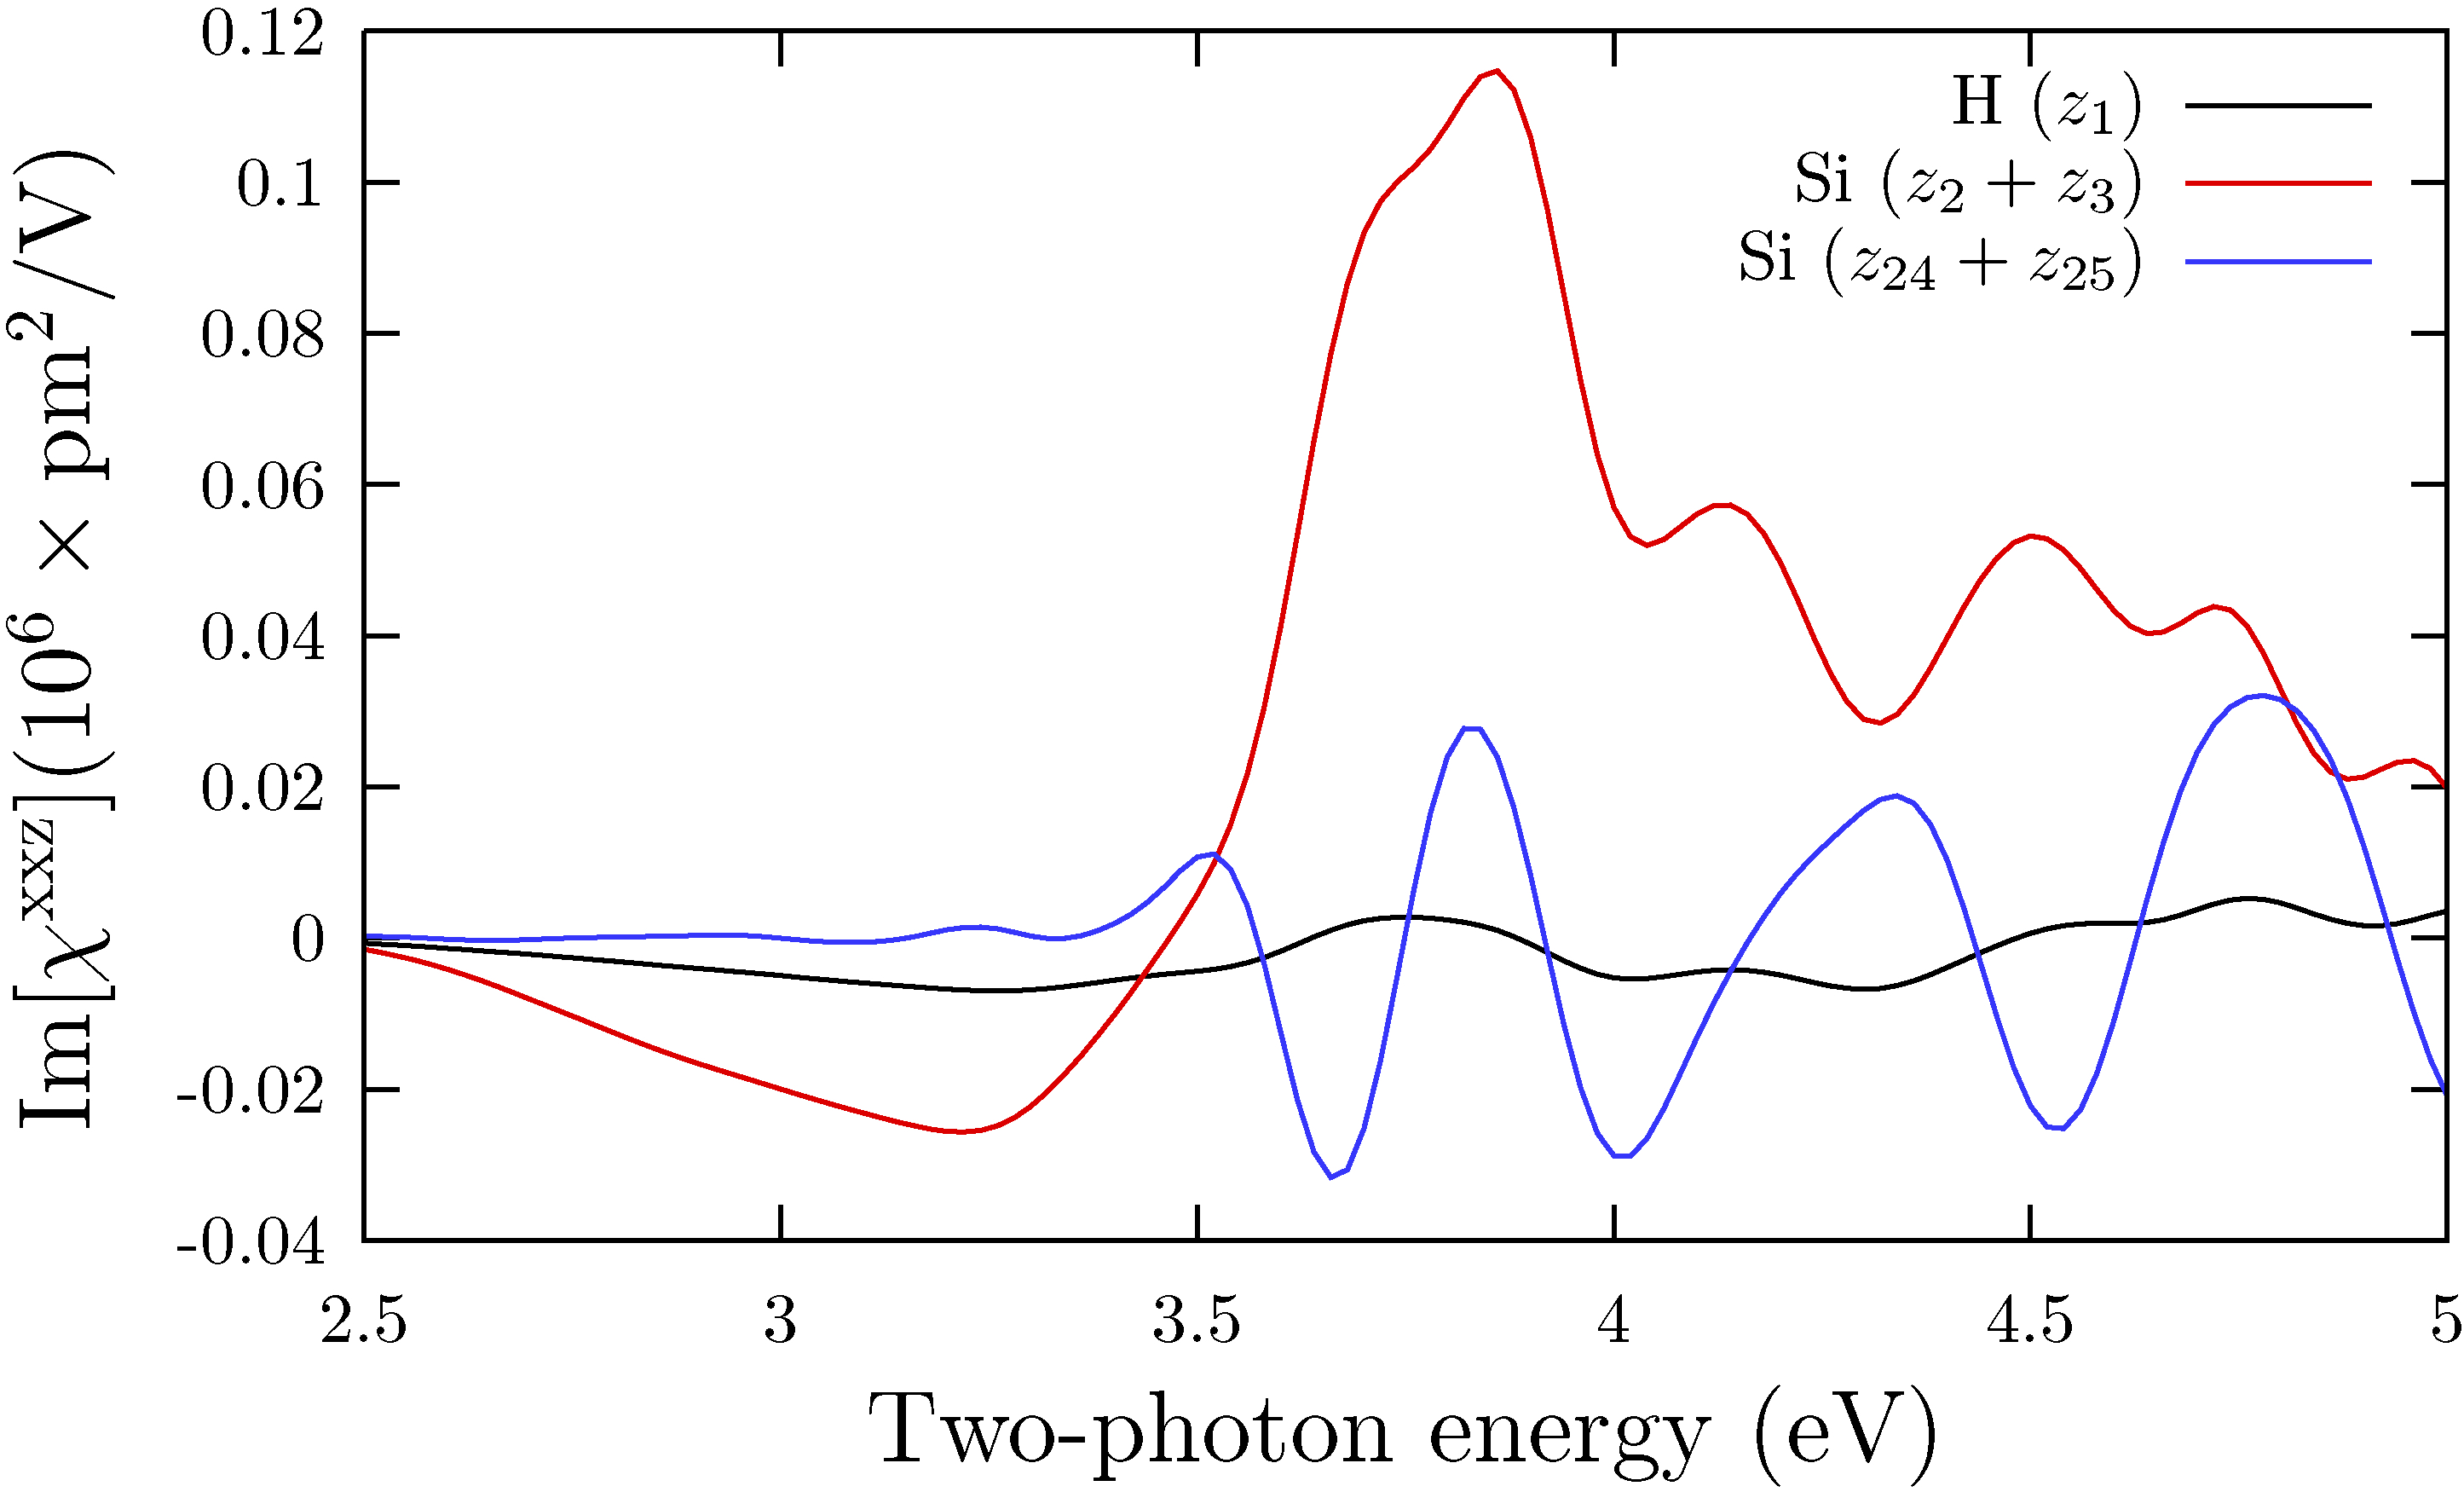 Im[χ^xxz](10^6 × pm^2/V)
0.12
0.1
0.08
0.06
0.04
0.02
0
-0.02
-0.04
H (z_1)
Si (z_2 + z_3)
Si (z_24 + z_25)
2.5 3 3.5 4 4.5 5
Two-photon energy (eV)